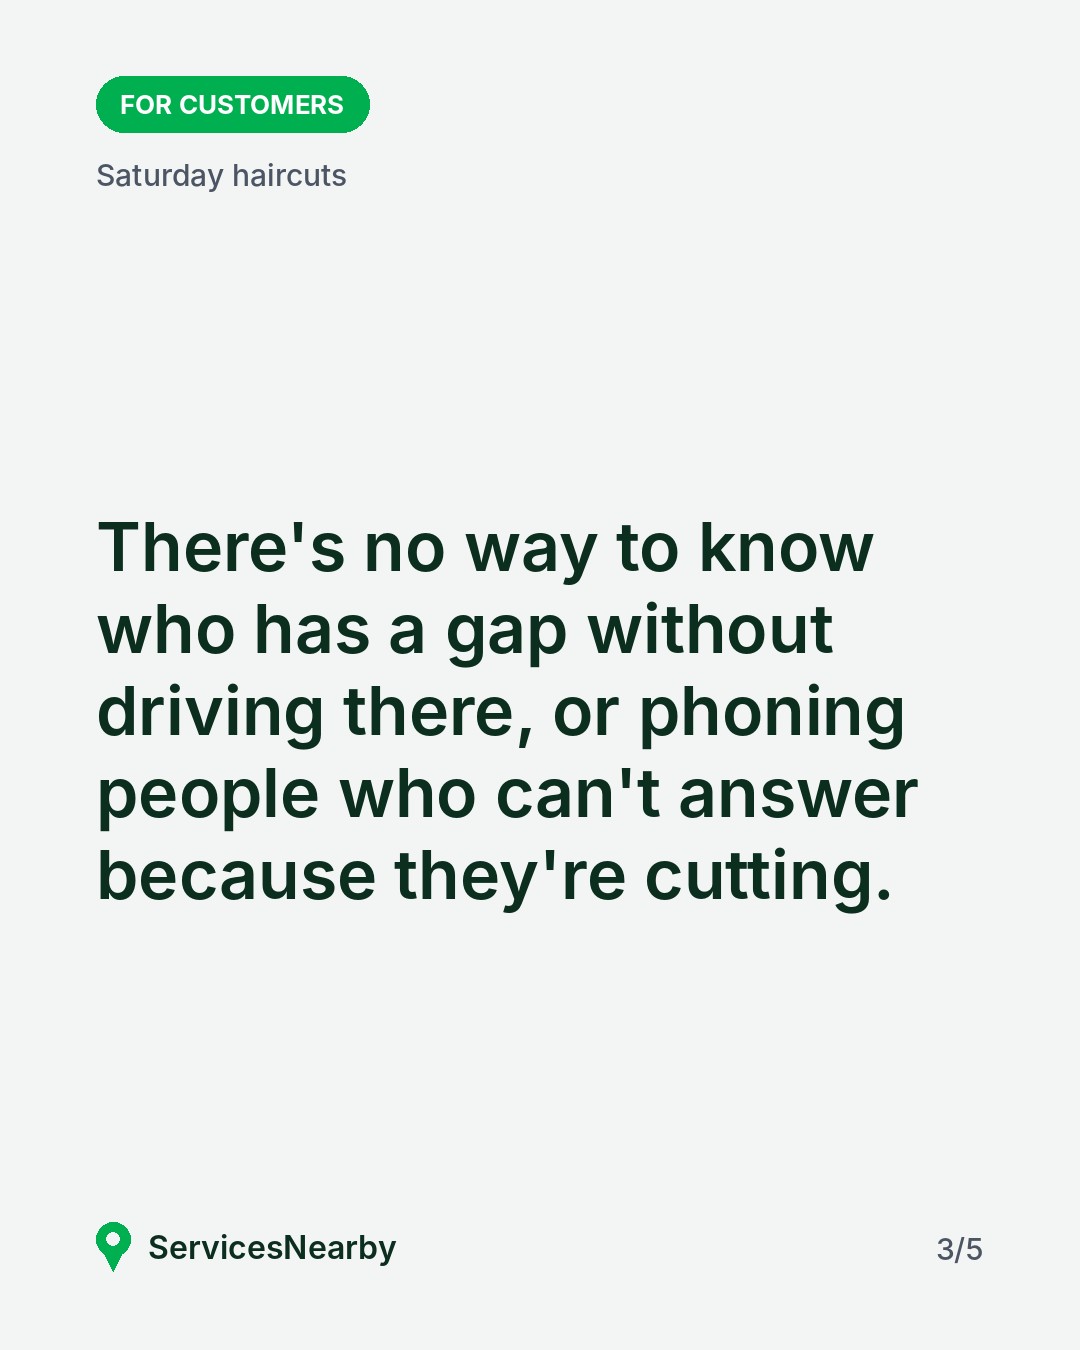 FOR CUSTOMERS
Saturday haircuts
There's no way to know
who has a gap without
driving there, or phoning
people who can't answer
because they're cutting.
ServicesNearby
3/5